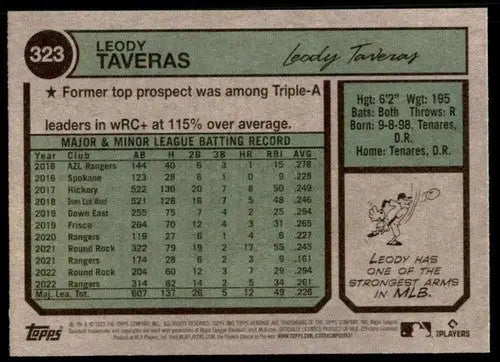 323
LEODY
TAVERAS
Leody Taveras
★ Former top prospect was among Triple-A
leaders in wRC+ at 115% over average.
MAJOR & MINOR LEAGUE BATTING RECORD
Year Club AB H 2B 3B HR RBI AVG
2016 AZL Rangers 144 40 6 3 1 15 .278
2016 Spokane 123 28 6 1 0 9 .228
2017 Hickory 522 130 20 7 8 50 .249
2018 Down East Wood 521 128 16 7 5 48
2019 Down East 255 75 7 4 2 25 .294
2019 Frisco 264 70 12 4 3 31 .265
2020 Rangers 119 27 6 1 4 6 .227
2021 Round Rock 322 79 19 2 17 55 .245
2021 Rangers 174 28 5 2 3 9 .161
2022 Round Rock 204 60 12 3 7 29 .294
2022 Rangers 314 82 14 2 5 34 .261
Maj. Lea. Tot. 607 137 26 5 12 49 .226
Hgt: 6'2" Wgt: 195
Bats: Both Throws: R
Born: 9-8-98, Tenares,
D.R.
Home: Tenares, D.R.
LEODY HAS
ONE OF THE
STRONGEST ARMS
IN MLB.
Topps
PLAYERS